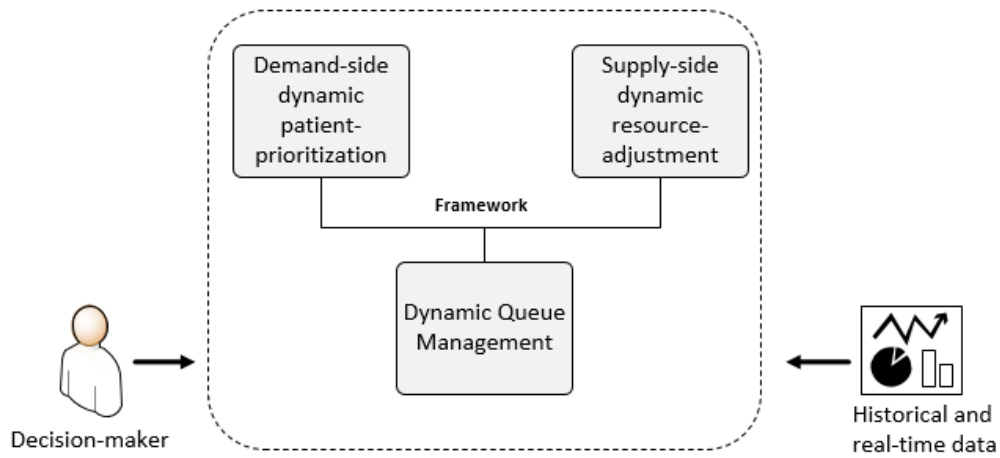 Demand-side
dynamic
patient-
prioritization
Supply-side
dynamic
resource-
adjustment
Framework
Dynamic Queue
Management
Decision-maker
Historical and
real-time data